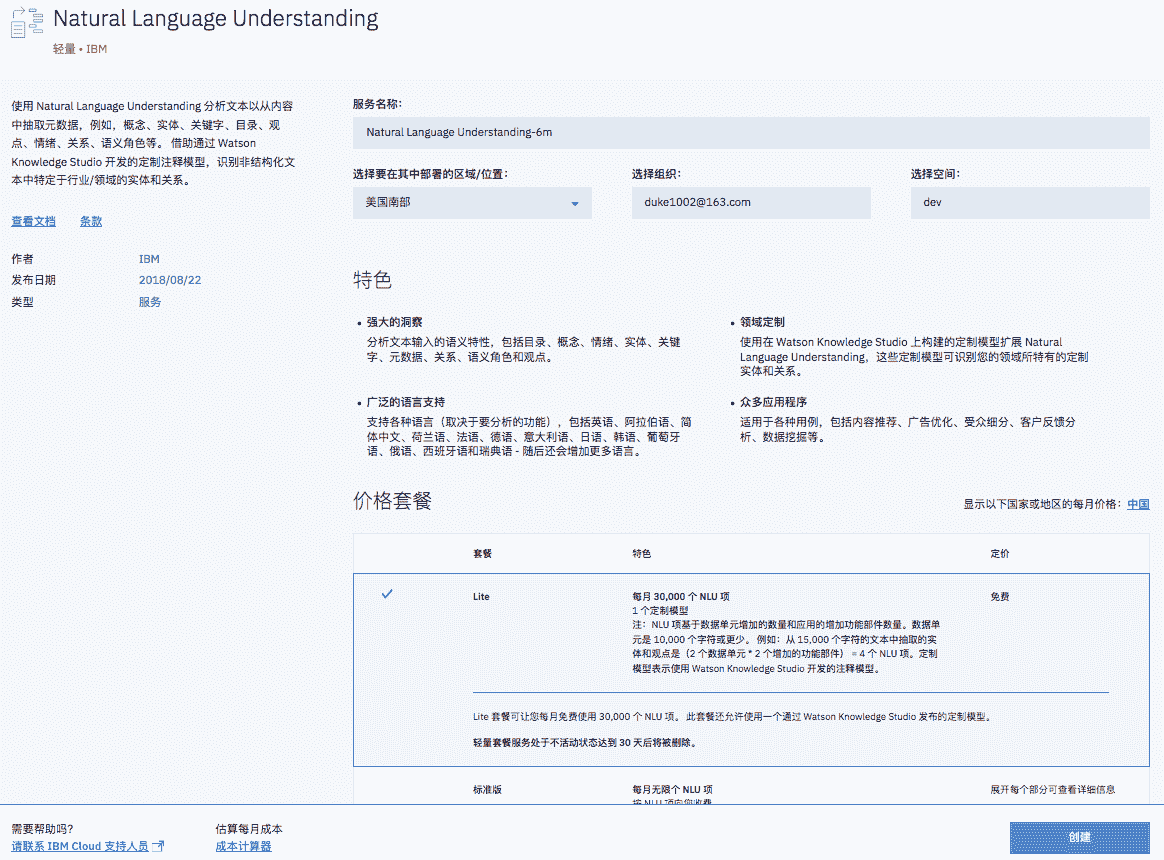 Natural Language Understanding
轻量 • IBM
使用 Natural Language Understanding 分析文本以从内容
中抽取元数据，例如，概念、实体、关键字、目录、观
点、情绪、关系、语义角色等。 借助通过 Watson
Knowledge Studio 开发的定制注释模型，识别非结构化文
本中特定于行业/领域的实体和关系。
查看文档 条款
作者 IBM
发布日期 2018/08/22
类型 服务
服务名称：
Natural Language Understanding-6m
选择要在其中部署的区域/位置： 选择组织： 选择空间：
美国南部 duke1002@163.com dev
特色
• 强大的洞察
分析文本输入的语义特性，包括目录、概念、情绪、实体、关键
字、元数据、关系、语义角色和观点。
• 领域定制
使用在 Watson Knowledge Studio 上构建的定制模型扩展 Natural
Language Understanding，这些定制模型可识别您的领域所特有的定制
实体和关系。
• 广泛的语言支持
支持各种语言（取决于要分析的功能），包括英语、阿拉伯语、简
体中文、荷兰语、法语、德语、意大利语、日语、韩语、葡萄牙
语、俄语、西班牙语和瑞典语 - 随后还会增加更多语言。
• 众多应用程序
适用于各种用例，包括内容推荐、广告优化、受众细分、客户反馈分
析、数据挖掘等。
价格套餐
显示以下国家或地区的每月价格： 中国
套餐 特色 定价
Lite 每月 30,000 个 NLU 项 免费
1 个定制模型
注：NLU 项基于数据单元增加的数量和应用的增加功能部件数量。数据单
元是 10,000 个字符或更少。 例如：从 15,000 个字符的文本中抽取的实
体和观点是（2 个数据单元 * 2 个增加的功能部件） = 4 个 NLU 项。定制
模型表示使用 Watson Knowledge Studio 开发的注释模型。
Lite 套餐可让您每月免费使用 30,000 个 NLU 项。 此套餐还允许使用一个通过 Watson Knowledge Studio 发布的定制模型。
轻量套餐服务处于不活动状态达到 30 天后将被删除。
标准版 每月无限个 NLU 项 展开每个部分可查看详细信息
按 NLU 项向您收费
需要帮助吗?
请联系 IBM Cloud 支持人员
估算每月成本
成本计算器
创建